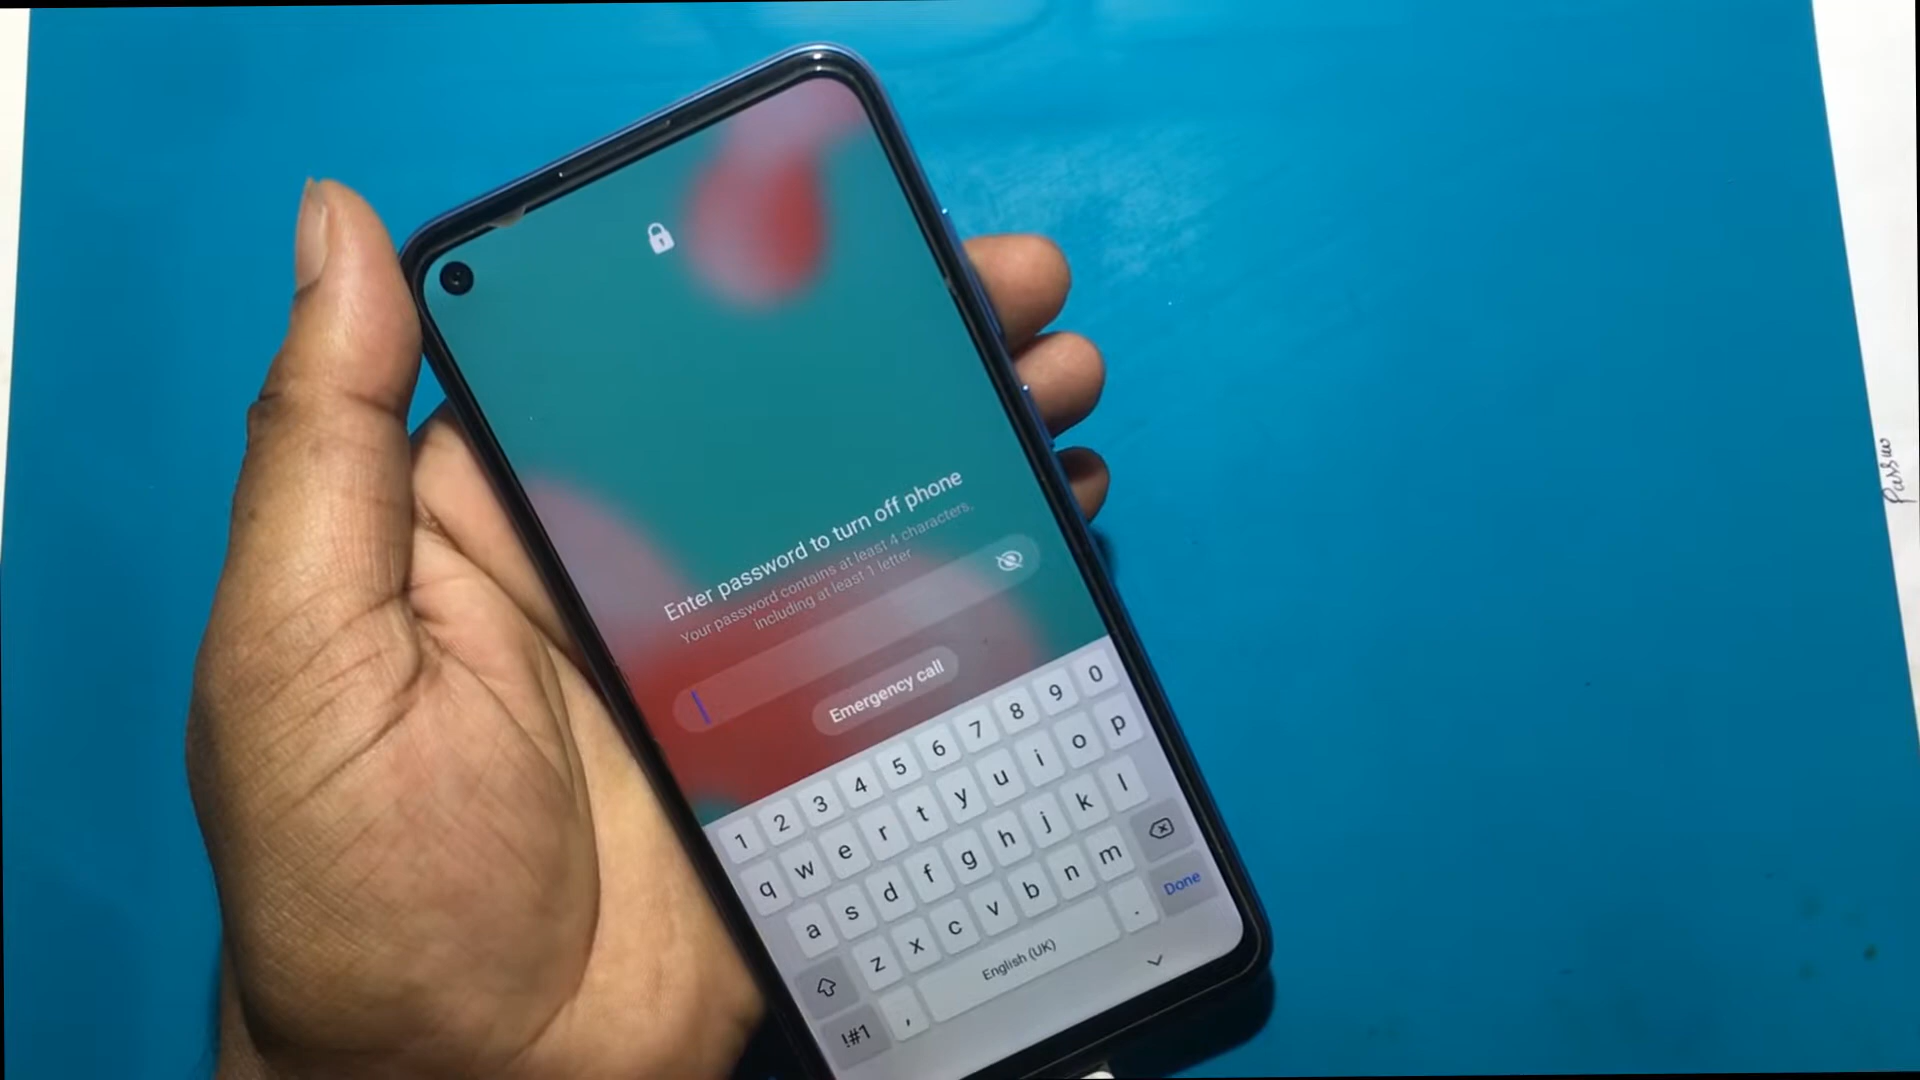 Enter password to turn off phone
Your password contains at least 4 characters,
including at least 1 letter
Emergency call
1 2 3 4 5 6 7 8 9 0
q w e r t y u i o p
a s d f g h j k l
z x c v b n m
!#1 , English (UK) . Done
Passw